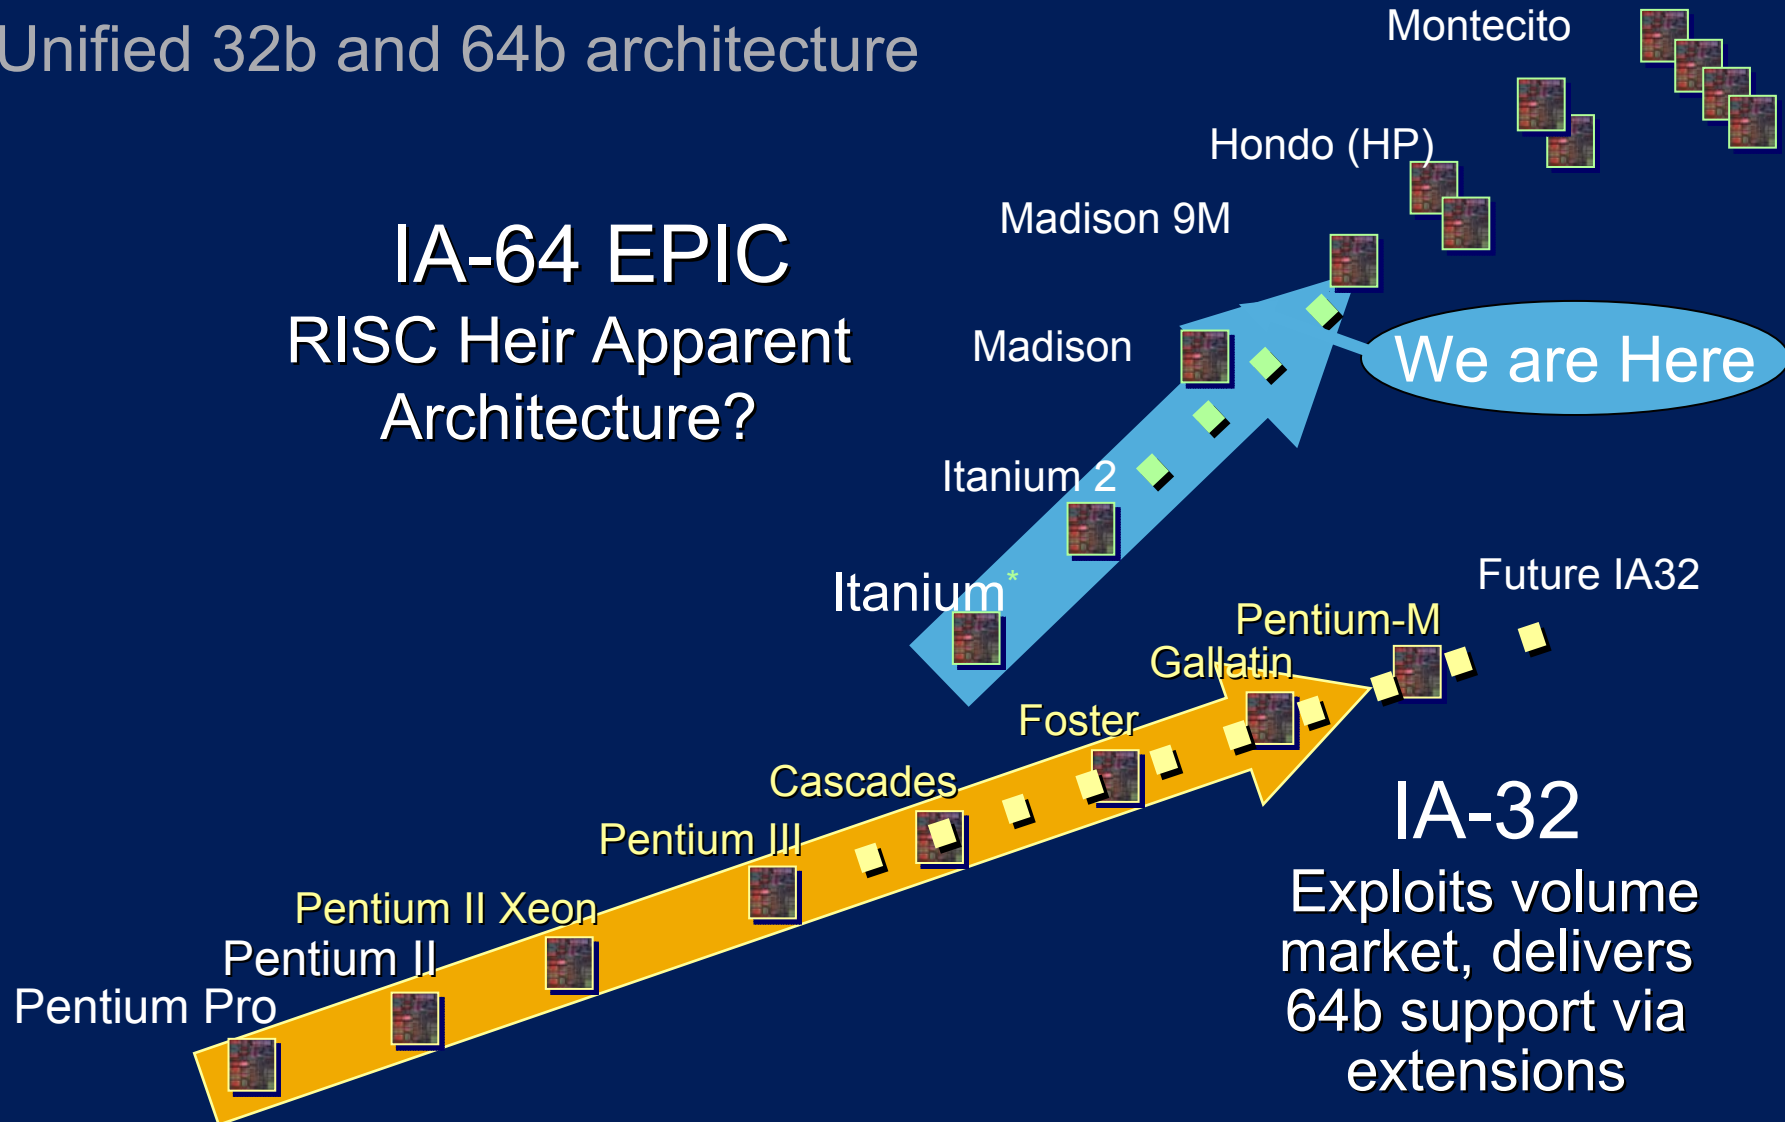 Unified 32b and 64b architecture
Montecito
Hondo (HP)
Madison 9M
IA-64 EPIC
RISC Heir Apparent
Architecture?
Madison
We are Here
Itanium 2
Itanium*
Future IA32
Pentium-M
Gallatin
Foster
Cascades
Pentium III
Pentium II Xeon
Pentium II
Pentium Pro
IA-32
Exploits volume
market, delivers
64b support via
extensions